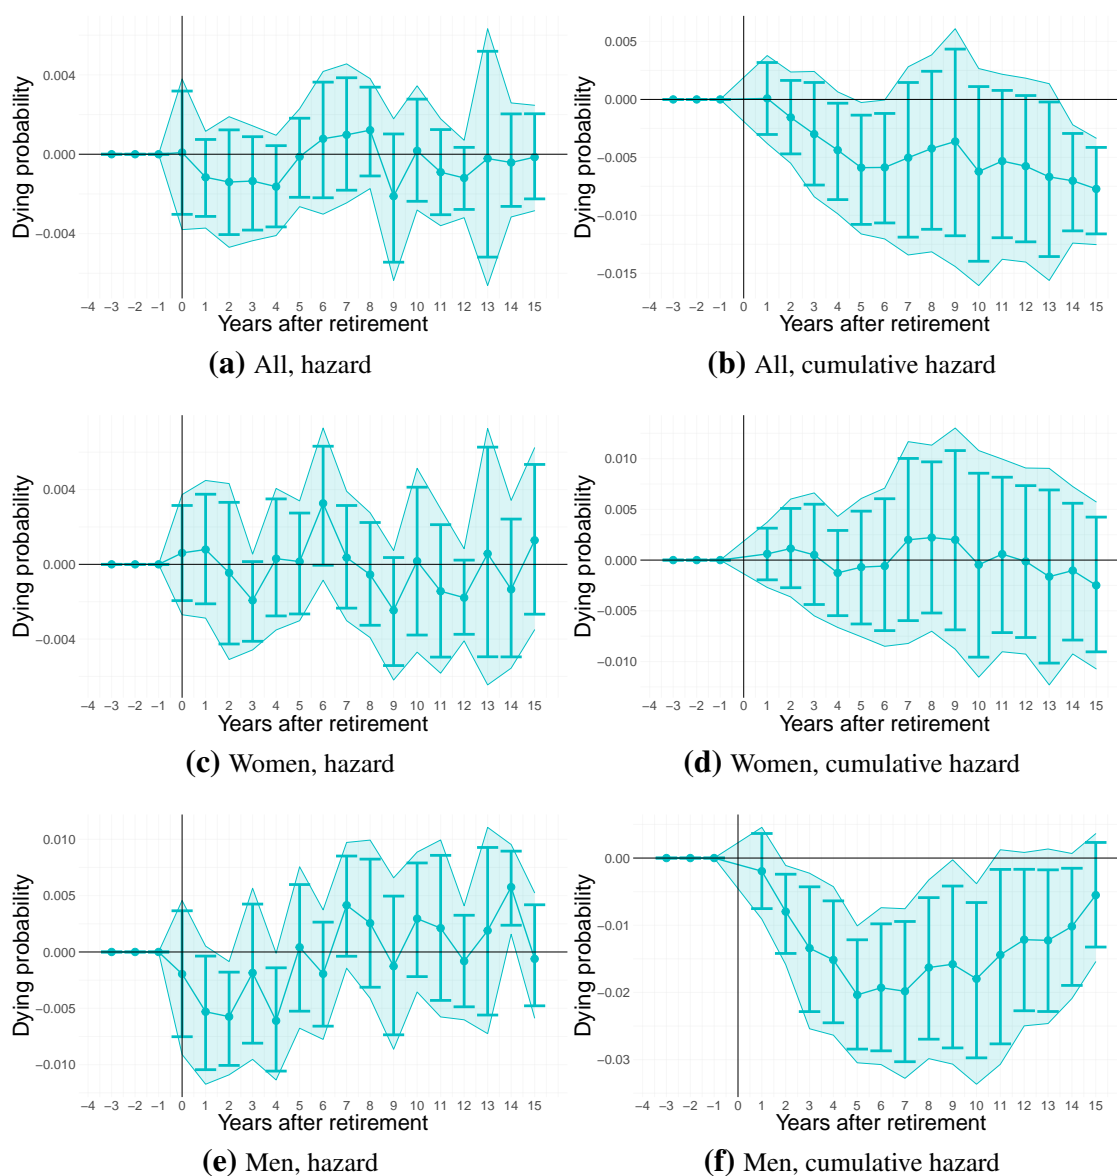 0.004
0.000
−0.004
Dying probability
−4 −3 −2 −1 0 1 2 3 4 5 6 7 8 9 10 11 12 13 14 15
Years after retirement
(a) All, hazard
0.005
0.000
−0.005
−0.010
−0.015
Dying probability
−4 −3 −2 −1 0 1 2 3 4 5 6 7 8 9 10 11 12 13 14 15
Years after retirement
(b) All, cumulative hazard
0.004
0.000
−0.004
Dying probability
−4 −3 −2 −1 0 1 2 3 4 5 6 7 8 9 10 11 12 13 14 15
Years after retirement
(c) Women, hazard
0.010
0.005
0.000
−0.005
−0.010
Dying probability
−4 −3 −2 −1 0 1 2 3 4 5 6 7 8 9 10 11 12 13 14 15
Years after retirement
(d) Women, cumulative hazard
0.010
0.005
0.000
−0.005
−0.010
Dying probability
−4 −3 −2 −1 0 1 2 3 4 5 6 7 8 9 10 11 12 13 14 15
Years after retirement
(e) Men, hazard
0.00
−0.01
−0.02
−0.03
Dying probability
−4 −3 −2 −1 0 1 2 3 4 5 6 7 8 9 10 11 12 13 14 15
Years after retirement
(f) Men, cumulative hazard